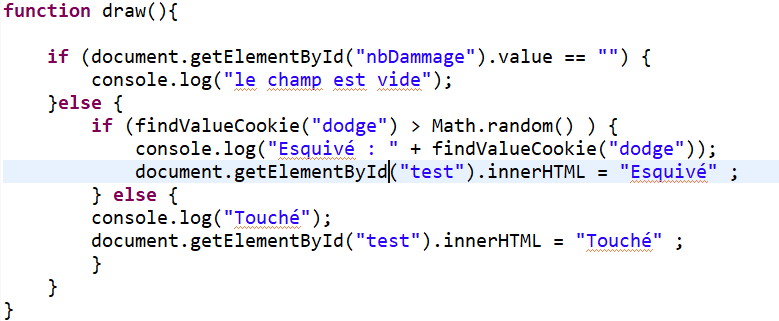 function draw(){
if (document.getElementById("nbDammage").value == "") {
console.log("le champ est vide");
}else {
if (findValueCookie("dodge") > Math.random() ) {
console.log("Esquivé : " + findValueCookie("dodge"));
document.getElementById("test").innerHTML = "Esquivé" ;
} else {
console.log("Touché");
document.getElementById("test").innerHTML = "Touché" ;
}
}
}